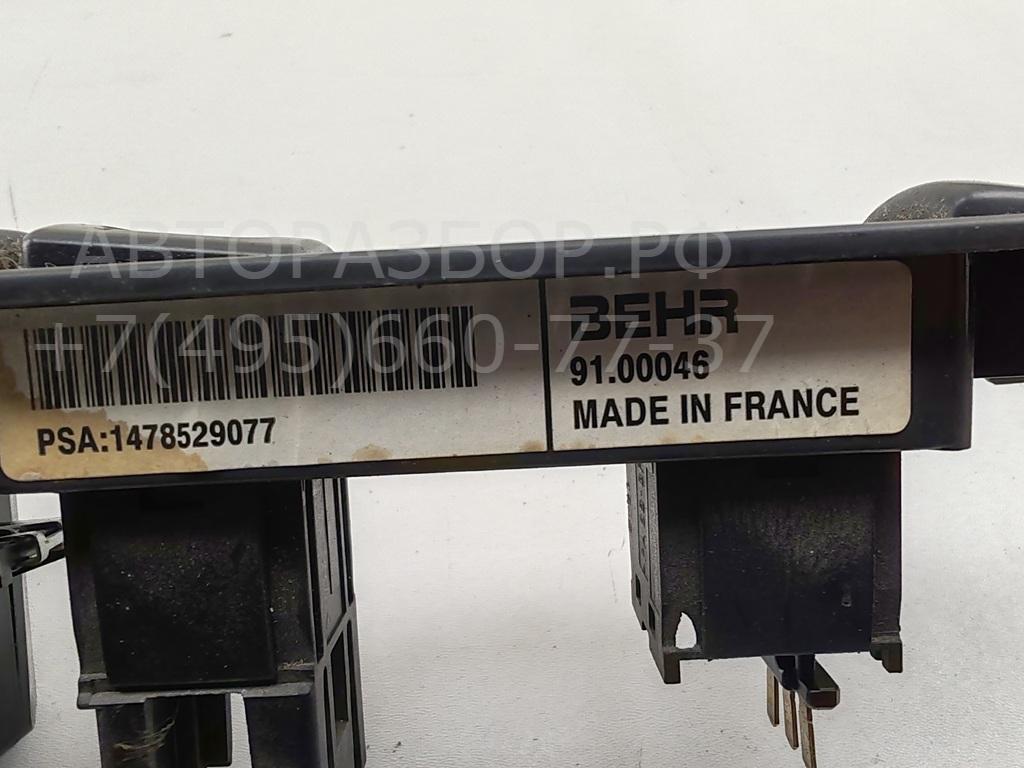 АВТОРАЗБОР.РФ
+7(495)660-77-37
PSA:1478529077
BEHR
91.00046
MADE IN FRANCE